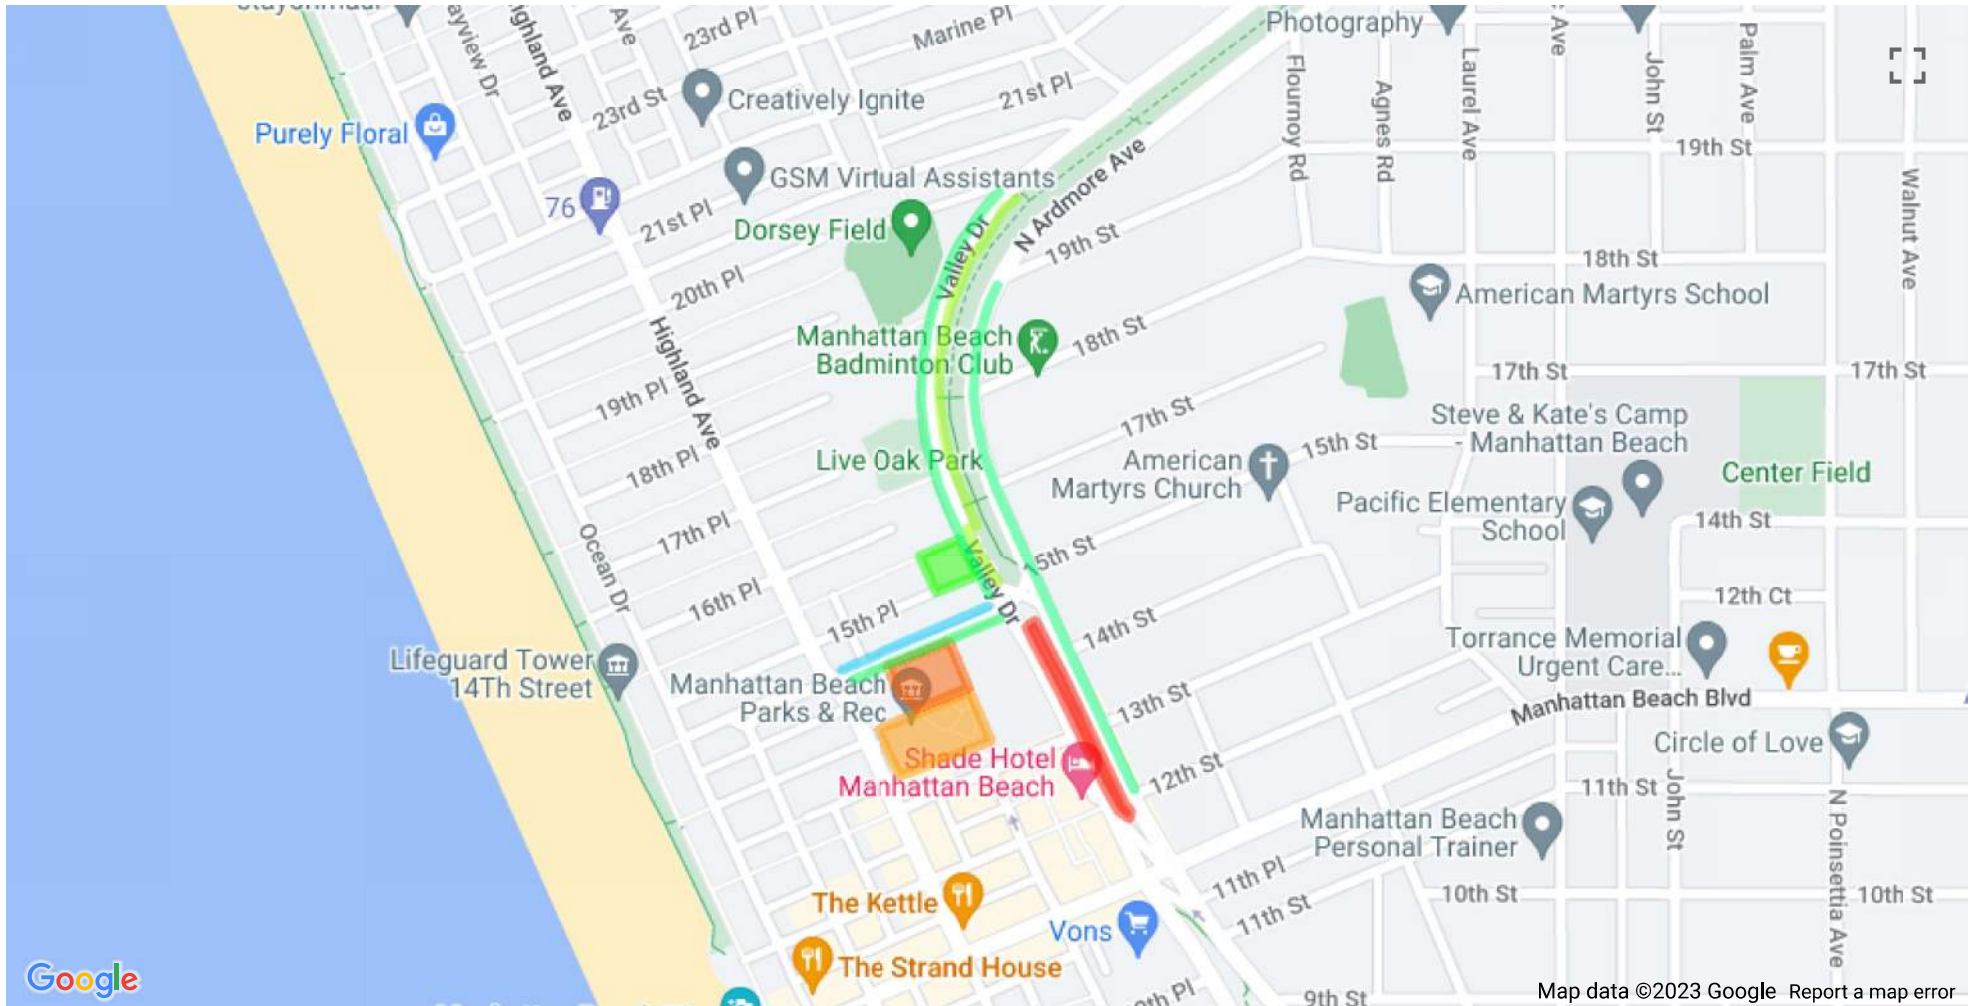 ayview Dr
Highland Ave
Ave
23rd Pl
Marine Pl
Photography
Ave
Laurel Ave
John St
Palm Ave
Flournoy Rd
Agnes Rd
Creatively Ignite
23rd St
21st Pl
Purely Floral
19th St
N Ardmore Ave
GSM Virtual Assistants
76
21st Pl
Dorsey Field
Valley Dr
19th St
Walnut Ave
18th St
20th Pl
American Martyrs School
Manhattan Beach
Badminton Club
18th St
Highland Ave
17th St
17th St
19th Pl
17th St
Steve & Kate's Camp
- Manhattan Beach
15th St
18th Pl
Live Oak Park
American
Martyrs Church
Center Field
Pacific Elementary
School
14th St
17th Pl
Ocean Dr
Valley Dr
15th St
16th Pl
12th Ct
15th Pl
14th St
Torrance Memorial
Urgent Care...
Lifeguard Tower
14Th Street
Manhattan Beach
Parks & Rec
13th St
Manhattan Beach Blvd
Circle of Love
Shade Hotel
Manhattan Beach
12th St
11th St
John St
N Poinsettia Ave
Manhattan Beach
Personal Trainer
11th Pl
The Kettle
10th St
10th St
11th St
Vons
The Strand House
Google
9th St
Map data ©2023 Google
Report a map error